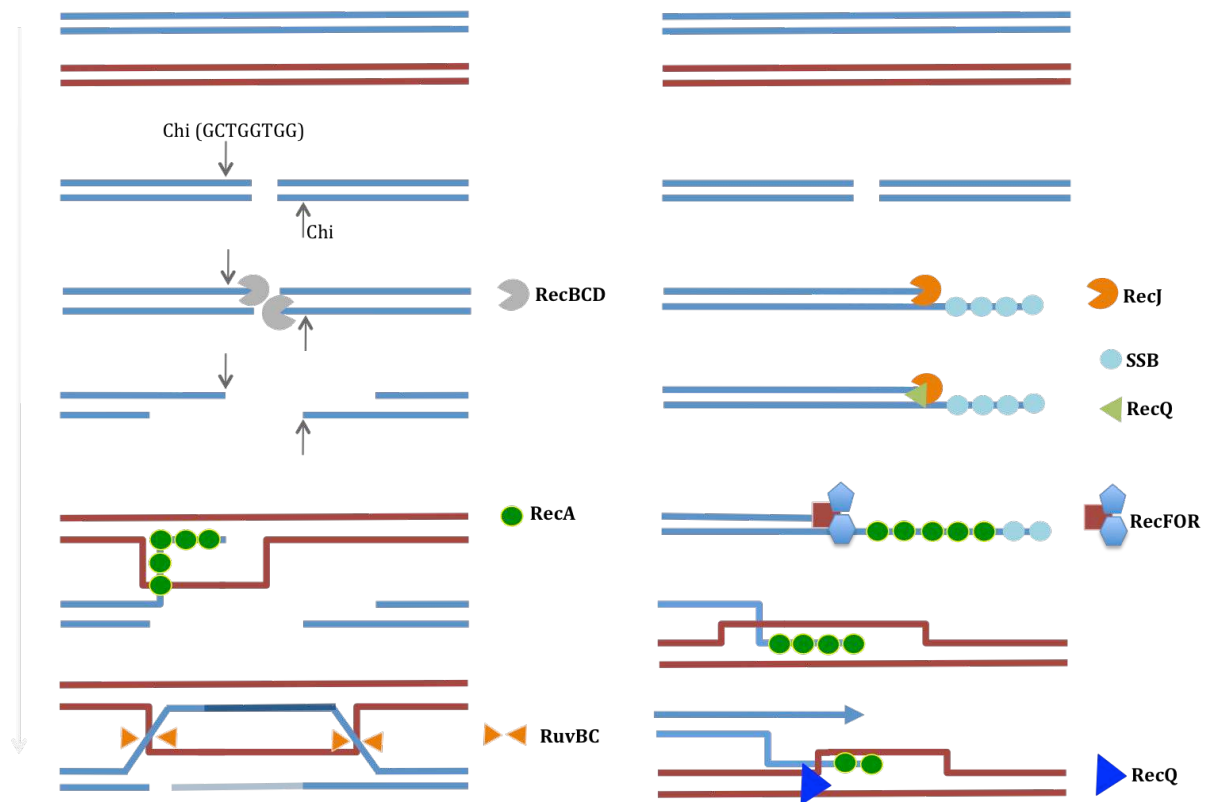 Chi (GCTGGTGG)
Chi
RecBCD
RecJ
SSB
RecQ
RecA
RecFOR
RuvBC
RecQ